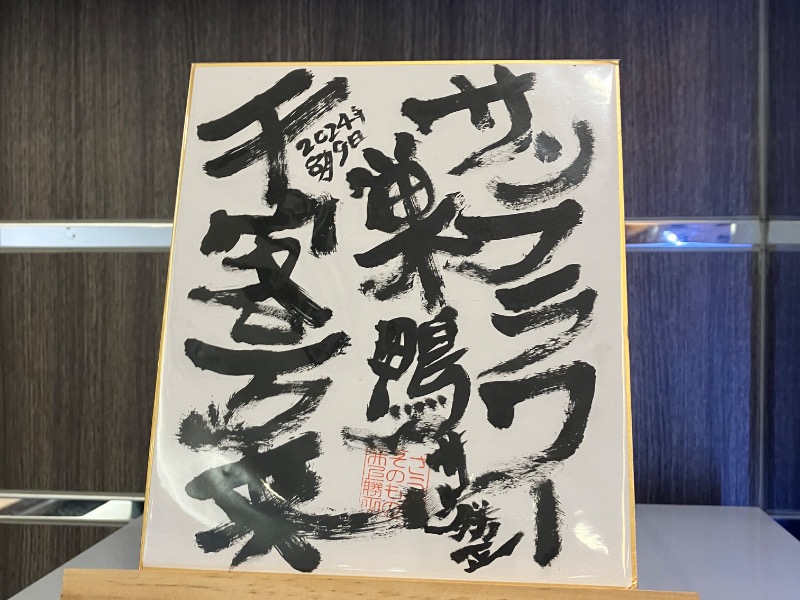 サンフラワー
巣鴨
千客万来
2024年
8月9日